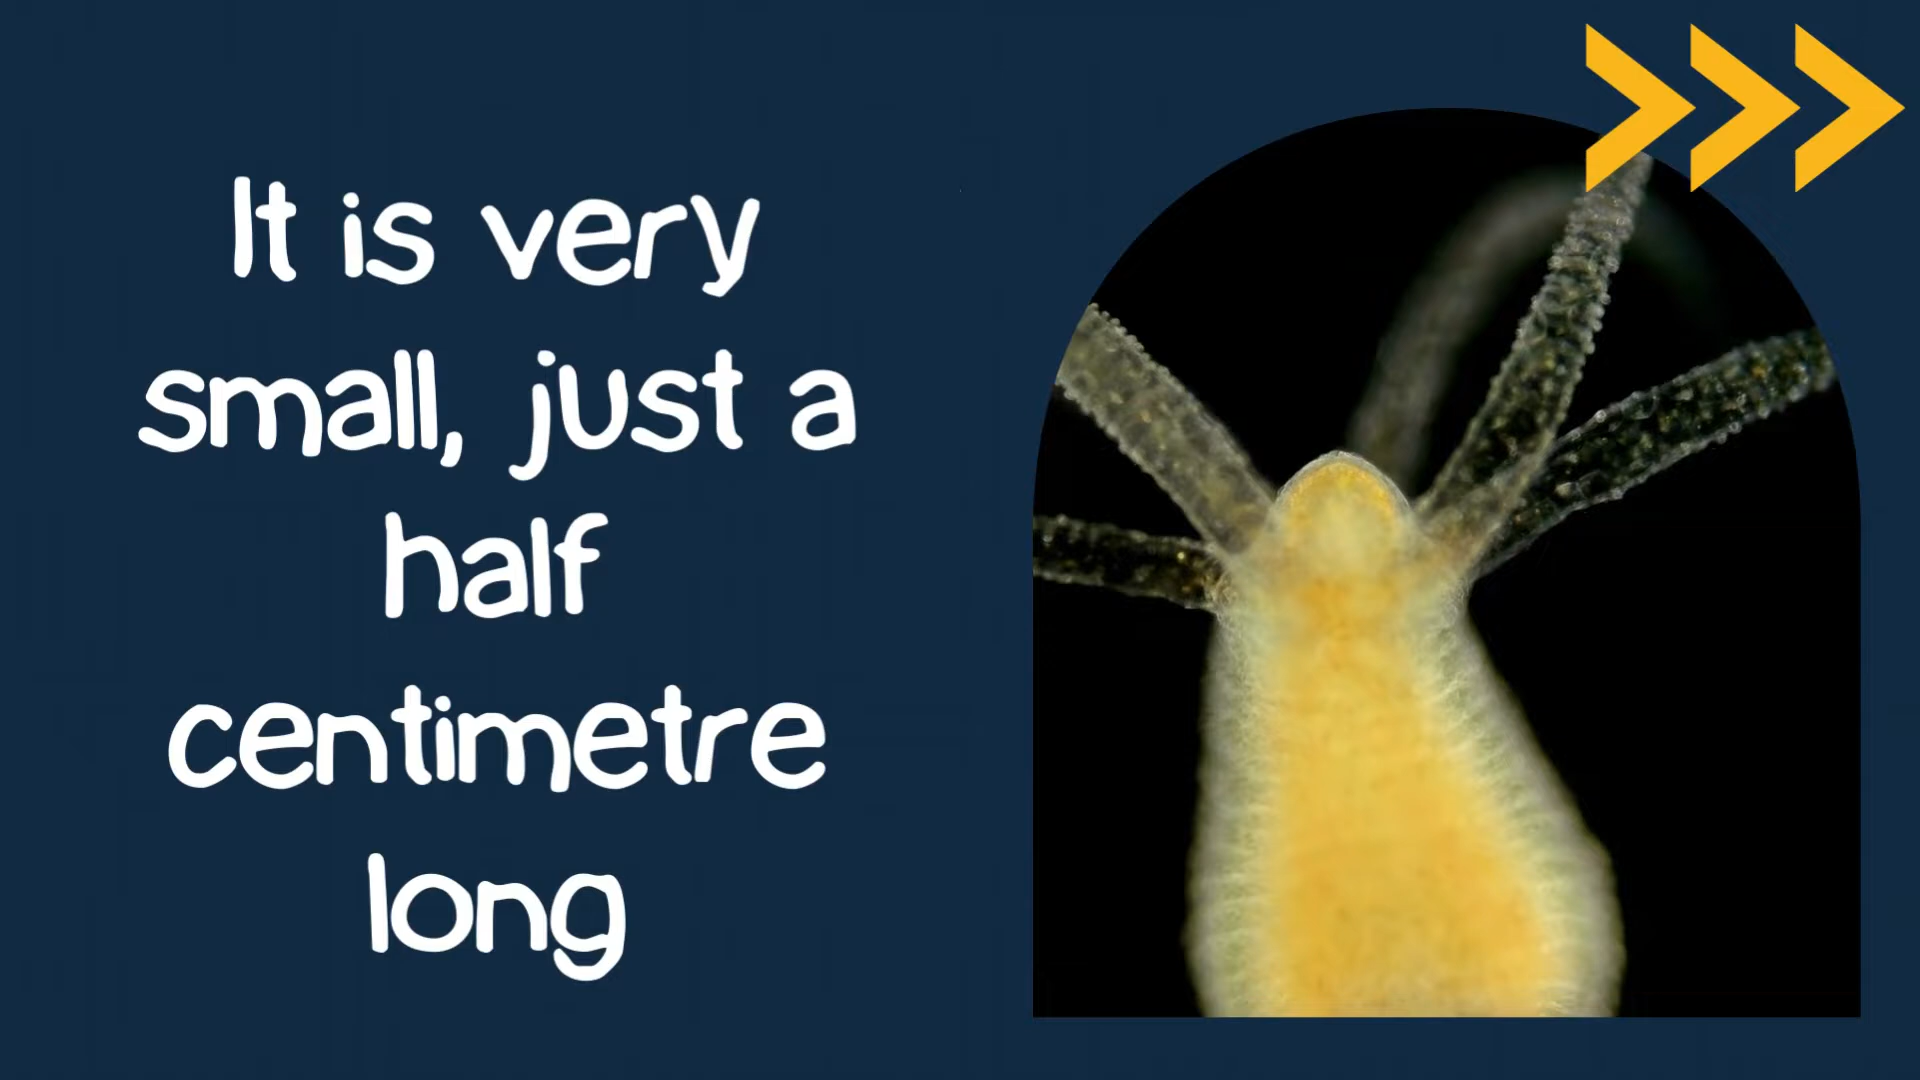 It is very
small, just a
half
centimetre
long